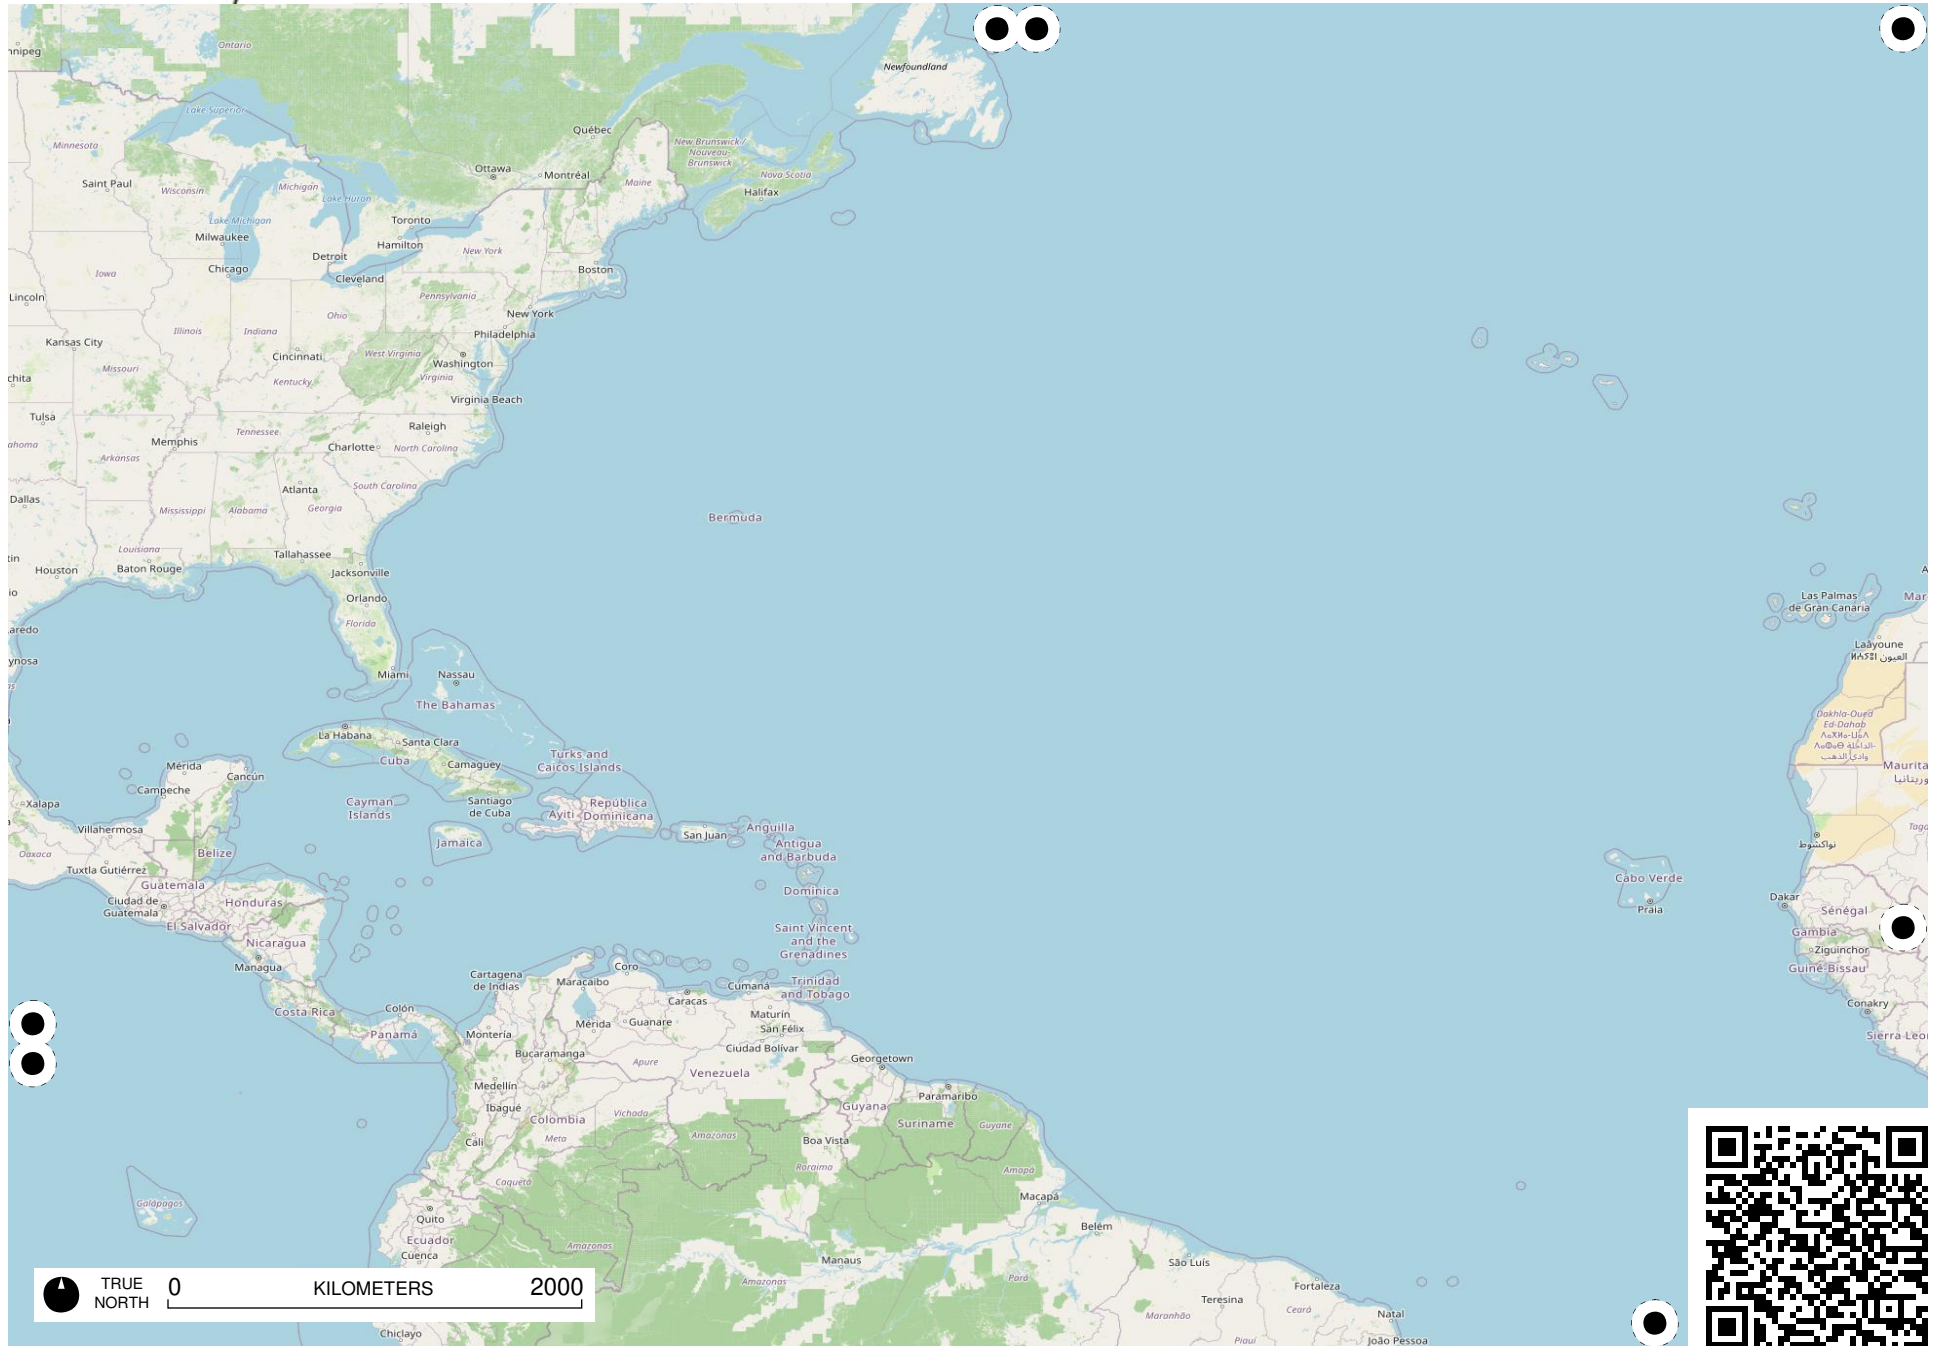 Ontario
nnipeg
Newfoundland
Lake Superior
Québec
Minnesota
New Brunswick /
Nouveau-
Brunswick
Ottawa
Montréal
Nova Scotia
Saint Paul
Wisconsin
Michigan
Maine
Halifax
Lake Huron
Lake Michigan
Toronto
Milwaukee
Hamilton
New York
Detroit
Chicago
Boston
Iowa
Cleveland
Lincoln
Pennsylvania
New York
Ohio
Illinois
Indiana
Philadelphia
Kansas City
Cincinnati
West Virginia
Washington
Missouri
chita
Kentucky
Virginia
Virginia Beach
Tulsa
Raleigh
Tennessee
ahoma
Memphis
Charlotte
North Carolina
Arkansas
South Carolina
Atlanta
Dallas
Mississippi
Alabama
Georgia
Bermuda
Louisiana
Tallahassee
tin
Houston
Baton Rouge
Jacksonville
A
io
Orlando
Las Palmas
de Gran Canaria
Mar
Florida
aredo
Laâyoune
ⵍⵄⵢⵓⵏ العيون
ynosa
Miami
Nassau
as
The Bahamas
Dakhla-Oued
Ed-Dahab
الداخلة-
وادي الذهب
La Habana
Santa Clara
Cuba
Turks and
Caicos Islands
Camaguey
Mérida
Cancún
Maurita
موريتانيا
Campeche
Xalapa
Cayman
Islands
Santiago
de Cuba
República
Dominicana
Ayiti
Villahermosa
San Juan
Anguilla
Taga
Jamaica
Antigua
and Barbuda
نواكشوط
Oaxaca
Belize
Tuxtla Gutiérrez
Guatemala
Cabo Verde
Dominica
Ciudad de
Guatemala
Honduras
Dakar
Praia
Sénégal
El Salvador
Saint Vincent
and the
Grenadines
Gambia
Nicaragua
Ziguinchor
Managua
Coro
Guiné-Bissau
Cartagena
de Indias
Maracaibo
Cumaná
Trinidad
and Tobago
Caracas
Conakry
Costa Rica
Colón
Maturín
Mérida
Guanare
San Félix
Panamá
Montería
Sierra Leo
Bucaramanga
Ciudad Bolívar
Apure
Georgetown
Venezuela
Medellín
Paramaribo
Ibagué
Guyana
Vichada
Colombia
Suriname
Guyane
Amazonas
Cali
Meta
Boa Vista
Roraima
Amapá
Caquetá
Galápagos
Macapá
Quito
Belém
Ecuador
Amazonas
Cuenca
Manaus
São Luís
Amazonas
Pará
Fortaleza
TRUE
NORTH
0 KILOMETERS 2000
Teresina
Ceará
Maranhão
Natal
Chiclayo
Piauí
João Pessoa